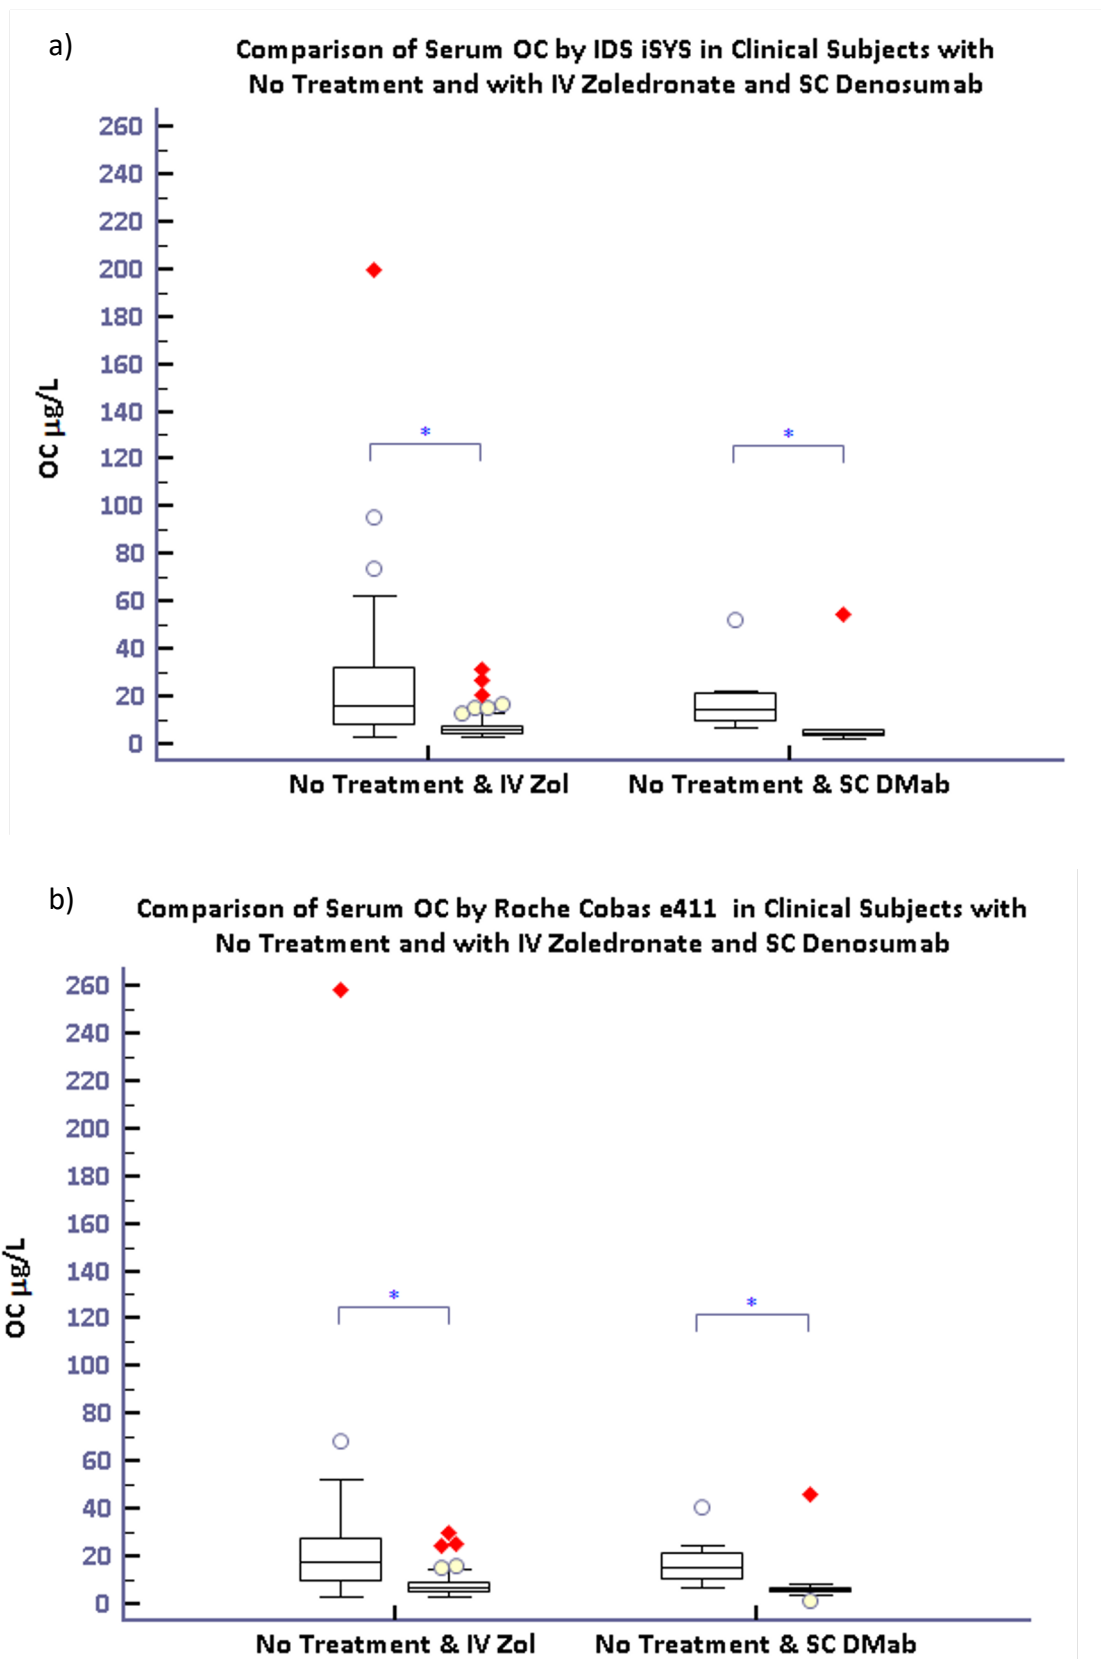 a)
Comparison of Serum OC by IDS iSYS in Clinical Subjects with
No Treatment and with IV Zoledronate and SC Denosumab
260
240
220
200
180
160
140
120
100
80
60
40
20
0
OC µg/L
*
*
No Treatment & IV Zol
No Treatment & SC DMab
b)
Comparison of Serum OC by Roche Cobas e411 in Clinical Subjects with
No Treatment and with IV Zoledronate and SC Denosumab
260
240
220
200
180
160
140
120
100
80
60
40
20
0
OC µg/L
*
*
No Treatment & IV Zol
No Treatment & SC DMab